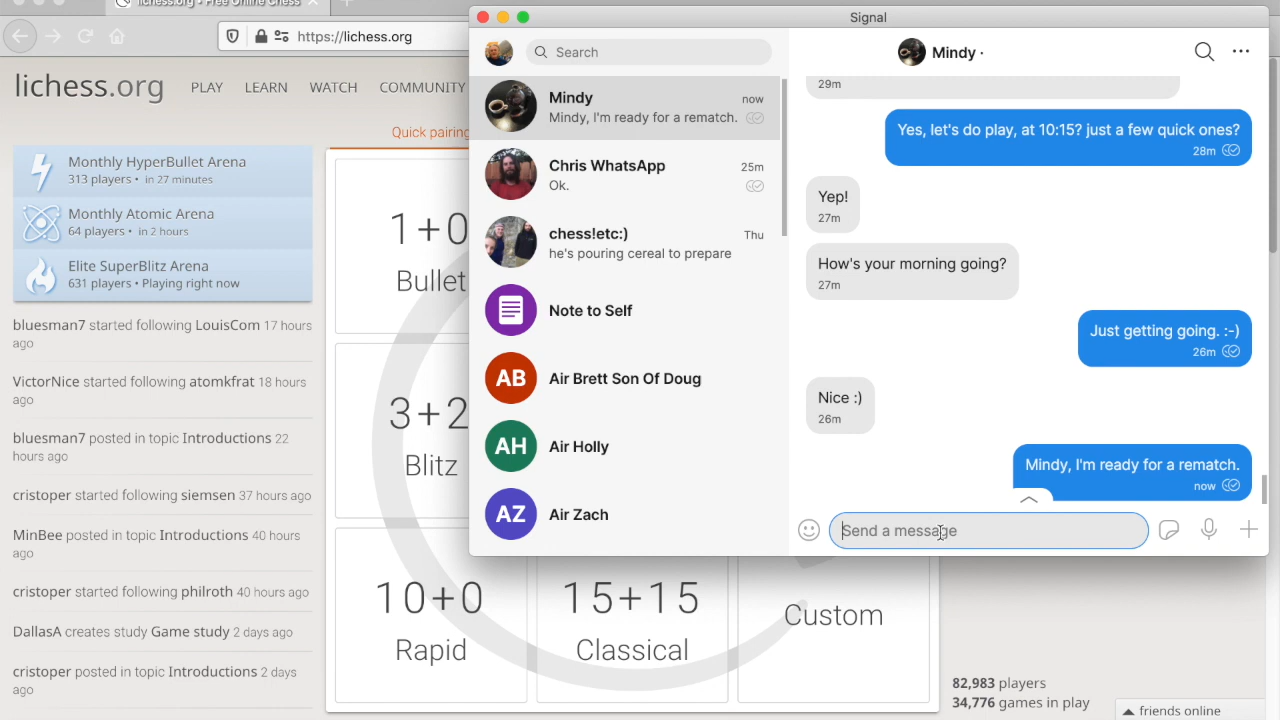 lichess.org • Free Online Chess
https://lichess.org
lichess.org
PLAY
LEARN
WATCH
COMMUNITY
Monthly HyperBullet Arena
313 players • in 27 minutes
Monthly Atomic Arena
64 players • in 2 hours
Elite SuperBlitz Arena
631 players • Playing right now
bluesman7 started following LouisCom 17 hours
ago
VictorNice started following atomkfrat 18 hours
ago
bluesman7 posted in topic Introductions 22
hours ago
cristoper started following siemsen 37 hours ago
MinBee posted in topic Introductions 40 hours
ago
cristoper started following philroth 40 hours ago
DallasA creates study Game study 2 days ago
cristoper posted in topic Introductions 2 days
ago
Quick pairing
1+0
Bullet
3+2
Blitz
10+0
Rapid
15+15
Classical
Custom
82,983 players
34,776 games in play
friends online
Signal
Search
Mindy
now
Mindy, I'm ready for a rematch.
Chris WhatsApp
25m
Ok.
chess!etc:)
Thu
he's pouring cereal to prepare
Note to Self
AB
Air Brett Son Of Doug
AH
Air Holly
AZ
Air Zach
Mindy ·
29m
Yes, let's do play, at 10:15? just a few quick ones?
28m
Yep!
27m
How's your morning going?
27m
Just getting going. :-)
26m
Nice :)
26m
Mindy, I'm ready for a rematch.
now
Send a message